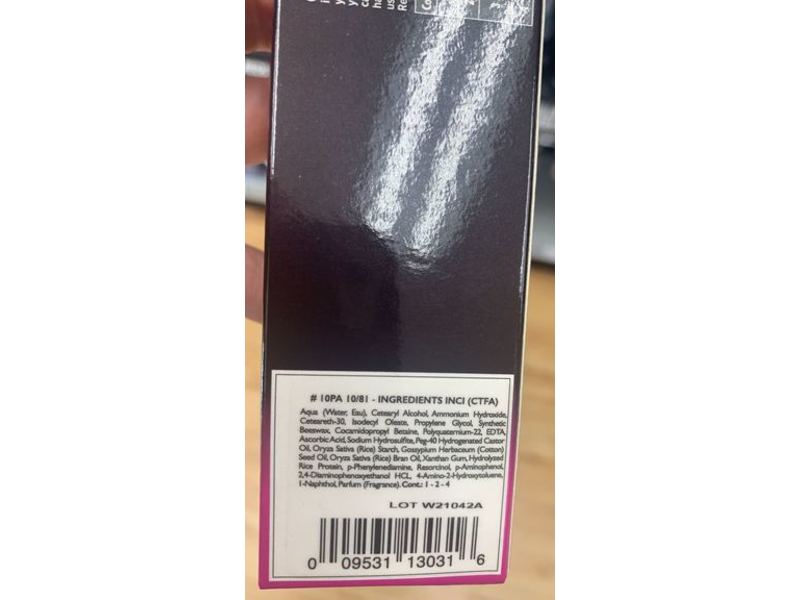 # 10PA 10/81 - INGREDIENTS INCI (CTFA)
Aqua (Water, Eau), Cetearyl Alcohol, Ammonium Hydroxide,
Ceteareth-30, Isodecyl Oleate, Propylene Glycol, Synthetic
Beeswax, Cocamidopropyl Betaine, Polyquaternium-22, EDTA,
Ascorbic Acid, Sodium Hydrosulfite, Peg-40 Hydrogenated Castor
Oil, Oryza Sativa (Rice) Starch, Gossypium Herbaceum (Cotton)
Seed Oil, Oryza Sativa (Rice) Bran Oil, Xanthan Gum, Hydrolyzed
Rice Protein, p-Phenylenediamine, Resorcinol, p-Aminophenol,
2,4-Diaminophenoxyethanol HCL, 4-Amino-2-Hydroxytoluene,
1-Naphthol, Parfum (Fragrance). Cont.: 1 - 2 - 4
LOT W21042A
0 09531 13031 6